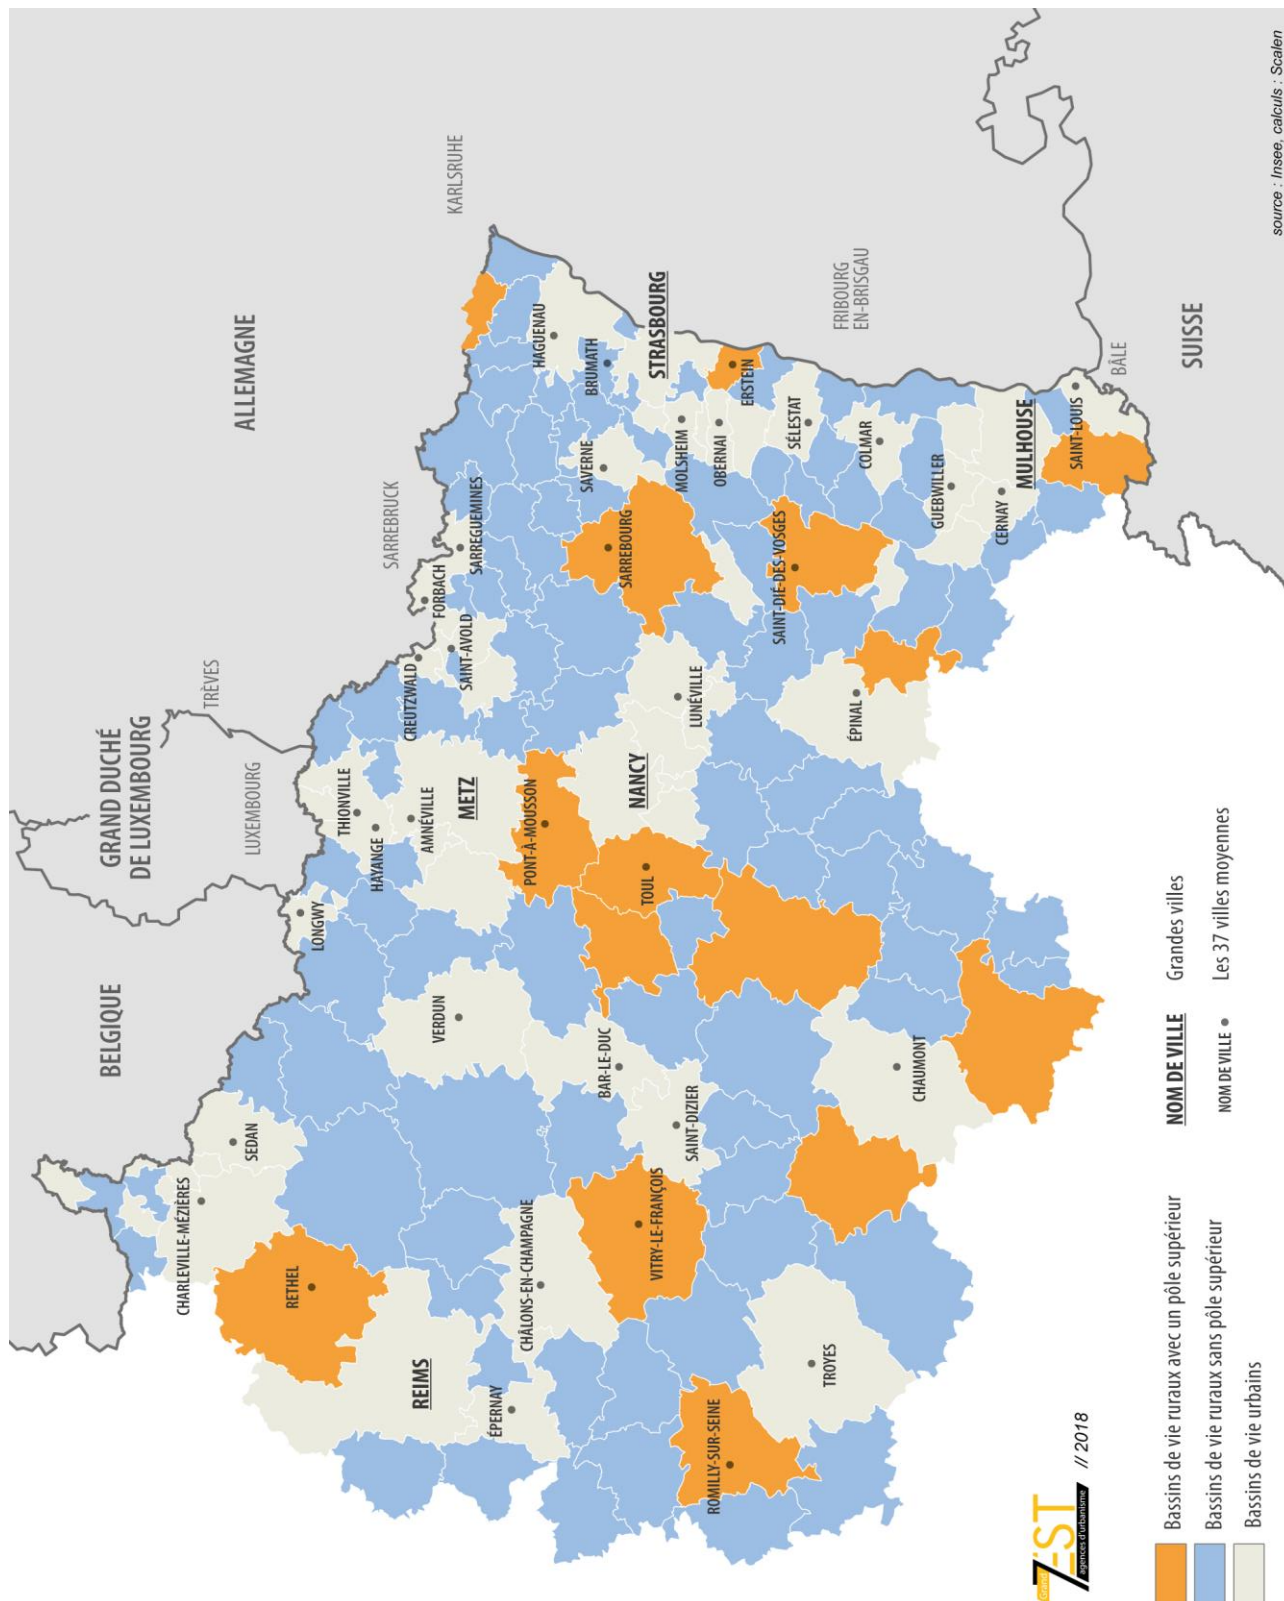 BELGIQUE
GRAND DUCHÉ
DE LUXEMBOURG
LUXEMBOURG
TRÈVES
ALLEMAGNE
SARREBRUCK
KARLSRUHE
FRIBOURG
EN-BRISGAU
BÂLE
SUISSE
CHARLEVILLE-MÉZIÈRES
SEDAN
RETHEL
REIMS
ÉPERNAY
CHÂLONS-EN-CHAMPAGNE
VITRY-LE-FRANÇOIS
ROMILLY-SUR-SEINE
TROYES
SAINT-DIZIER
BAR-LE-DUC
CHAUMONT
VERDUN
LONGWY
THIONVILLE
HAYANGE
AMNÉVILLE
METZ
PONT-À-MOUSSON
TOUL
NANCY
LUNÉVILLE
ÉPINAL
CREUTZWALD
SAINT-AVOLD
FORBACH
SARREGUEMINES
SARREBOURG
SAINT-DIÉ-DES-VOSGES
SAVERNE
HAGUENAU
BRUMATH
STRASBOURG
MOLSHEIM
OBERNAI
ERSTEIN
SÉLESTAT
COLMAR
GUEBWILLER
CERNAY
MULHOUSE
SAINT-LOUIS
Grand
7EST
agences d'urbanisme
// 2018
Bassins de vie ruraux avec un pôle supérieur
Bassins de vie ruraux sans pôle supérieur
Bassins de vie urbains
NOM DE VILLE Grandes villes
NOM DE VILLE • Les 37 villes moyennes
source : Insee, calculs : Scalen